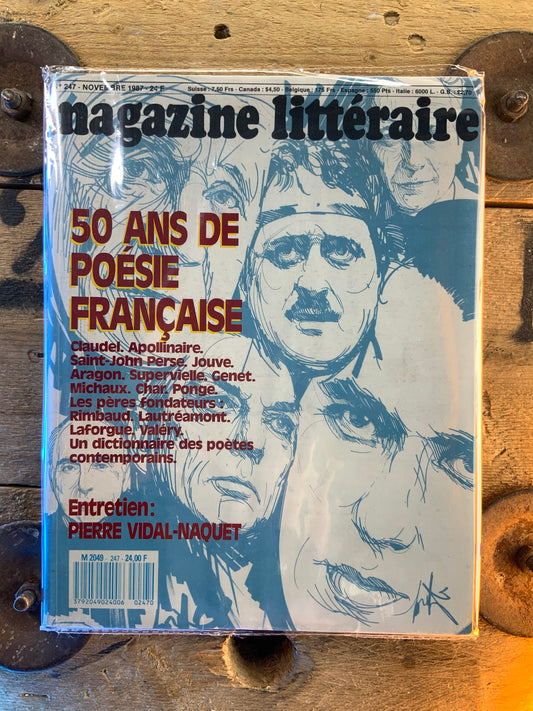 N° 247 - NOVEMBRE 1987 - 24 F
Suisse : 7,50 Frs - Canada : $4,50 - Belgique : 175 Frs - Espagne : 550 Pts - Italie : 6000 L. - G.B. : £2,70
magazine littéraire
50 ANS DE
POÉSIE
FRANÇAISE
Claudel. Apollinaire.
Saint-John Perse. Jouve.
Aragon. Supervielle. Genet.
Michaux. Char. Ponge.
Les pères fondateurs :
Rimbaud. Lautréamont.
Laforgue. Valéry.
Un dictionnaire des poètes
contemporains.
Entretien :
PIERRE VIDAL-NAQUET
M 2049 - 247 - 24,00 F
3792049024006 02470